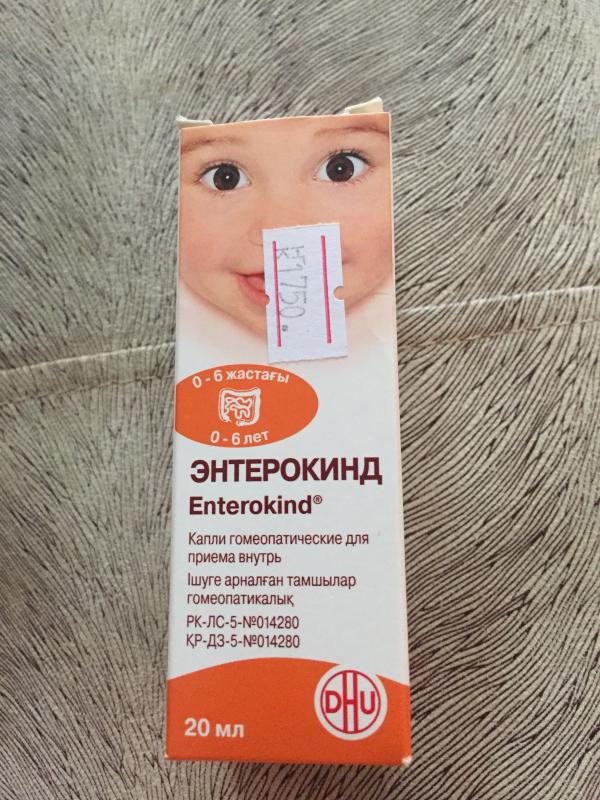 ₸1750.
0 - 6 жастағы
0 - 6 лет
ЭНТЕРОКИНД
Enterokind®
Капли гомеопатические для
приема внутрь
Ішуге арналған тамшылар
гомеопатикалық
РК-ЛС-5-№014280
ҚР-ДЗ-5-№014280
20 мл
DHU